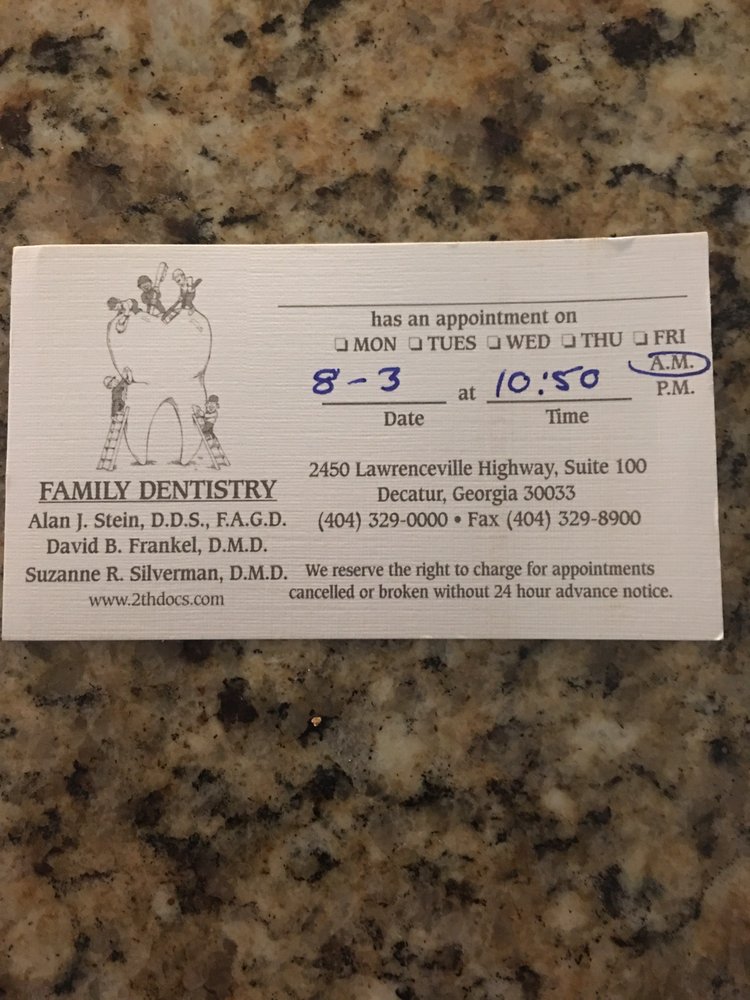 has an appointment on
❑ MON ❑ TUES ❑ WED ❑ THU ❑ FRI
8-3 at 10:50 A.M.
P.M.
Date Time
FAMILY DENTISTRY
Alan J. Stein, D.D.S., F.A.G.D.
David B. Frankel, D.M.D.
Suzanne R. Silverman, D.M.D.
www.2thdocs.com
2450 Lawrenceville Highway, Suite 100
Decatur, Georgia 30033
(404) 329-0000 • Fax (404) 329-8900
We reserve the right to charge for appointments
cancelled or broken without 24 hour advance notice.